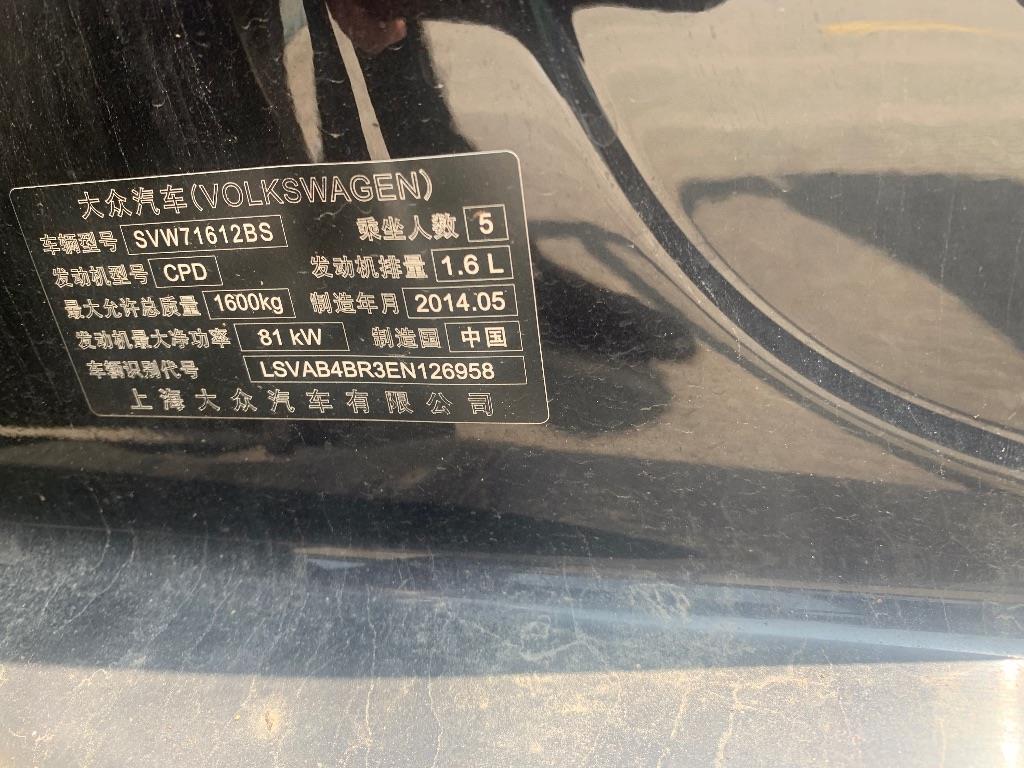 大众汽车(VOLKSWAGEN)
车辆型号 SVW71612BS 乘坐人数 5
发动机型号 CPD 发动机排量 1.6 L
最大允许总质量 1600kg 制造年月 2014.05
发动机最大净功率 81 kW 制造国 中国
车辆识别代号 LSVAB4BR3EN126958
上海大众汽车有限公司